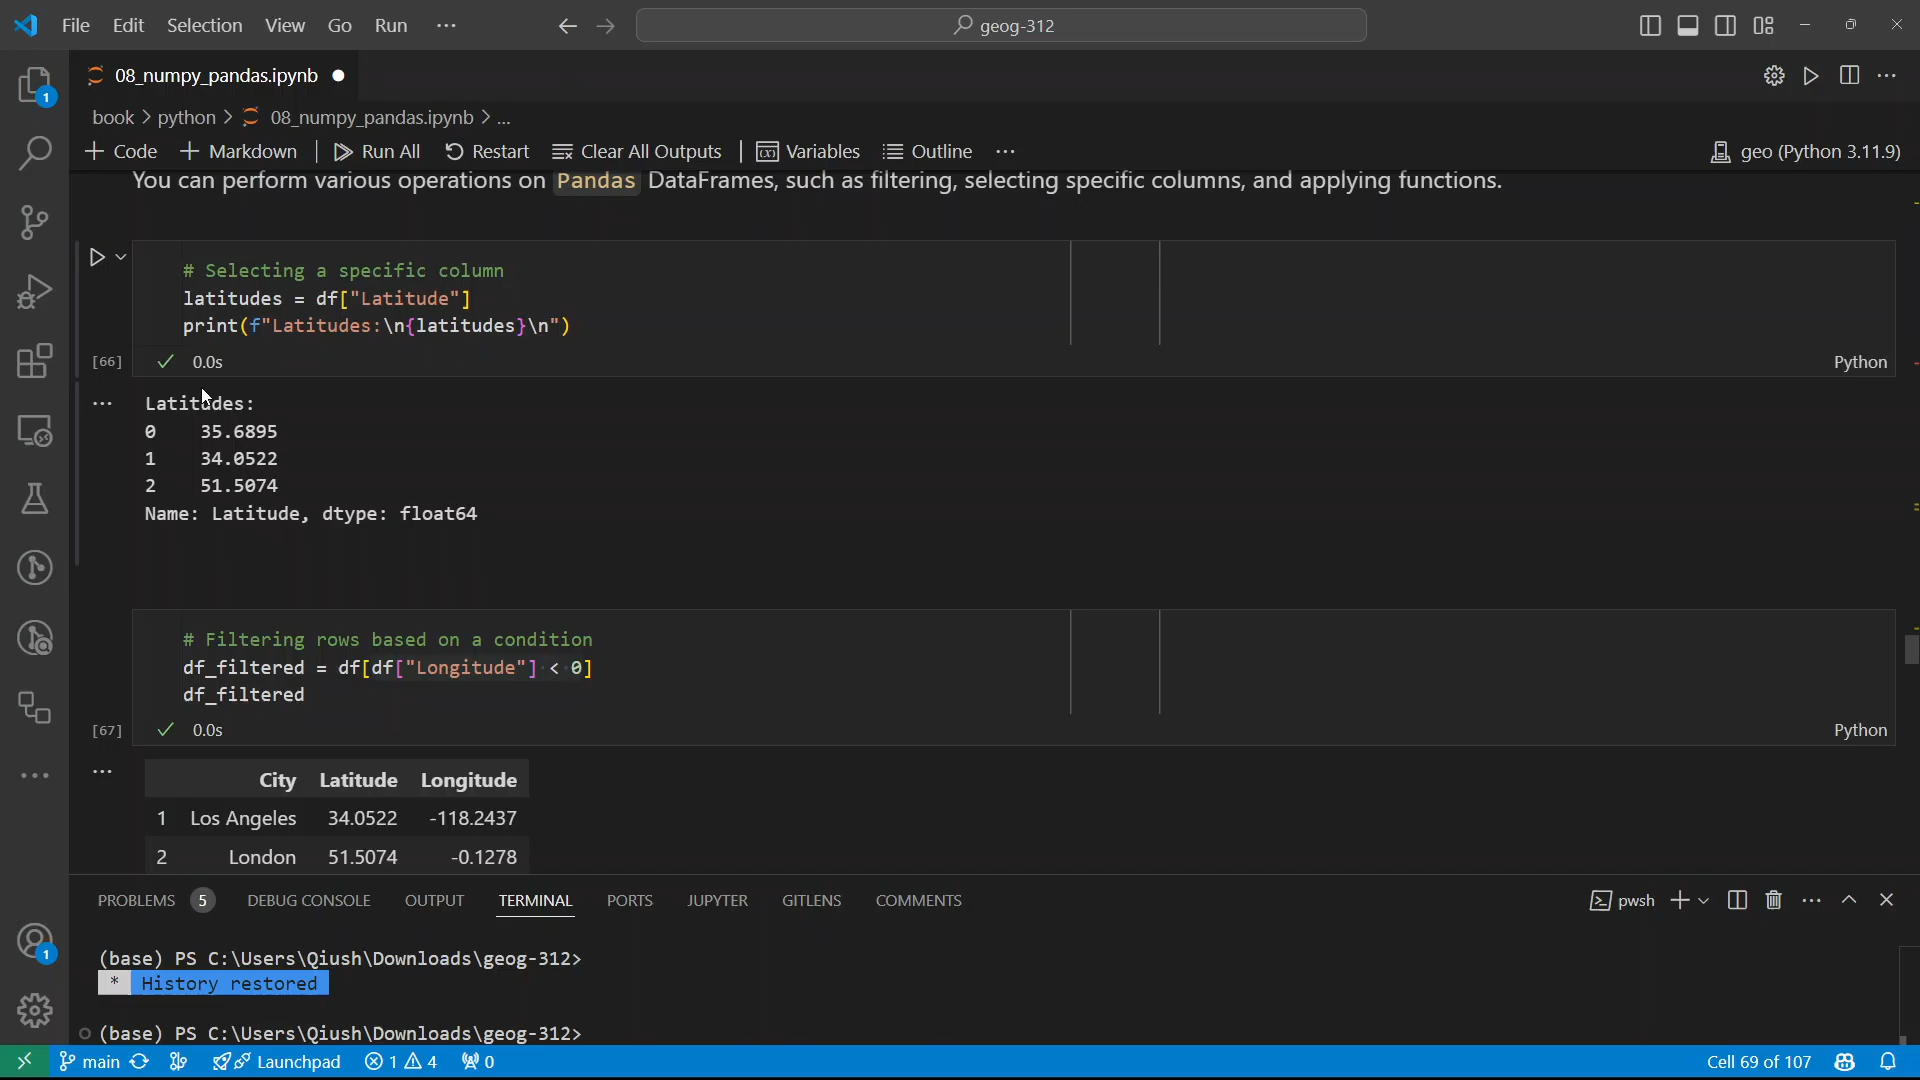 File Edit Selection View Go Run ...
geog-312
08_numpy_pandas.ipynb
book > python > 08_numpy_pandas.ipynb > ...
+ Code + Markdown Run All Restart Clear All Outputs Variables Outline ... geo (Python 3.11.9)
You can perform various operations on Pandas DataFrames, such as filtering, selecting specific columns, and applying functions.
# Selecting a specific column
latitudes = df["Latitude"]
print(f"Latitudes:\n{latitudes}\n")
[66] 0.0s Python
Latitudes:
0 35.6895
1 34.0522
2 51.5074
Name: Latitude, dtype: float64
# Filtering rows based on a condition
df_filtered = df[df["Longitude"] < 0]
df_filtered
[67] 0.0s Python
City Latitude Longitude
1 Los Angeles 34.0522 -118.2437
2 London 51.5074 -0.1278
PROBLEMS 5 DEBUG CONSOLE OUTPUT TERMINAL PORTS JUPYTER GITLENS COMMENTS pwsh
(base) PS C:\Users\Qiush\Downloads\geog-312>
* History restored
(base) PS C:\Users\Qiush\Downloads\geog-312>
main Launchpad 1 4 0 Cell 69 of 107
1
1